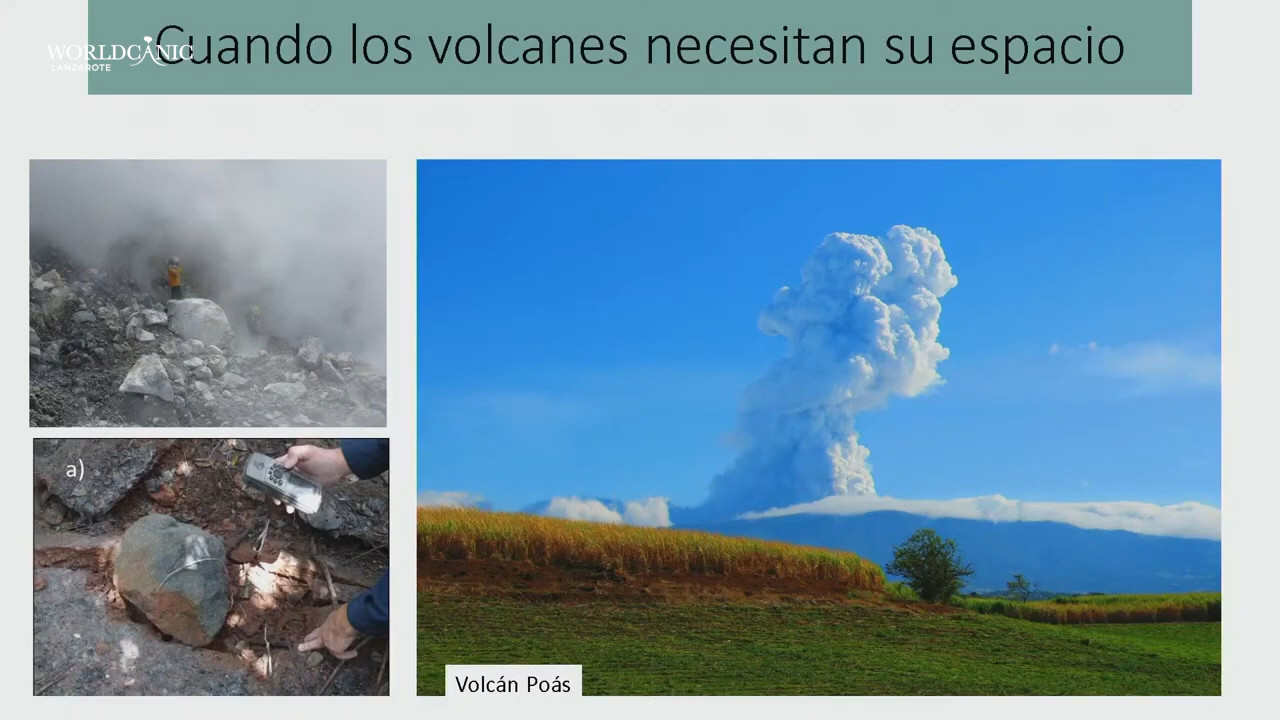 Cuando los volcanes necesitan su espacio
WORLDCANIC
LANZAROTE
a)
Volcán Poás